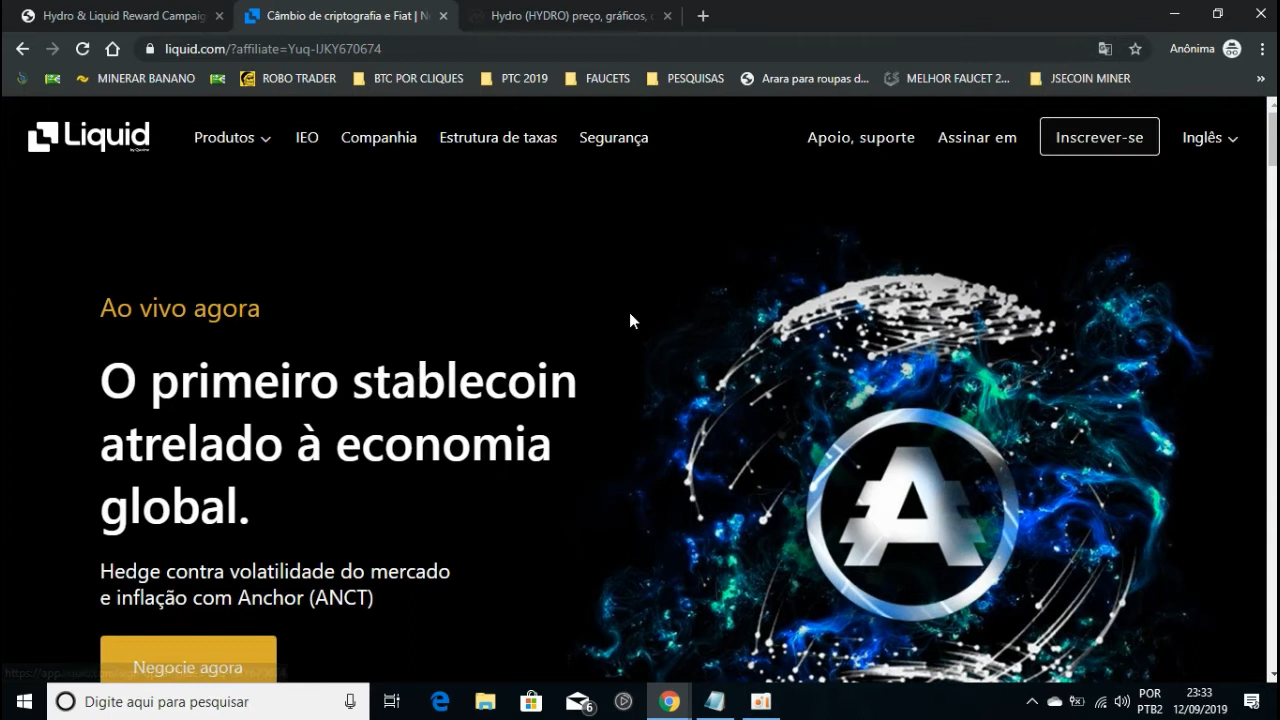 Hydro & Liquid Reward Campaig
Câmbio de criptografia e Fiat | N
Hydro (HYDRO) preço, gráficos,
liquid.com/?affiliate=Yuq-IJKY670674
Anônima
MINERAR BANANO
ROBO TRADER
BTC POR CLIQUES
PTC 2019
FAUCETS
PESQUISAS
Arara para roupas d...
MELHOR FAUCET 2...
JSECOIN MINER
»
Liquid
Produtos
IEO
Companhia
Estrutura de taxas
Segurança
Apoio, suporte
Assinar em
Inscrever-se
Inglês
Ao vivo agora
O primeiro stablecoin
atrelado à economia
global.
Hedge contra volatilidade do mercado
e inflação com Anchor (ANCT)
Negocie agora
Digite aqui para pesquisar
6
POR
PTB2
23:33
12/09/2019